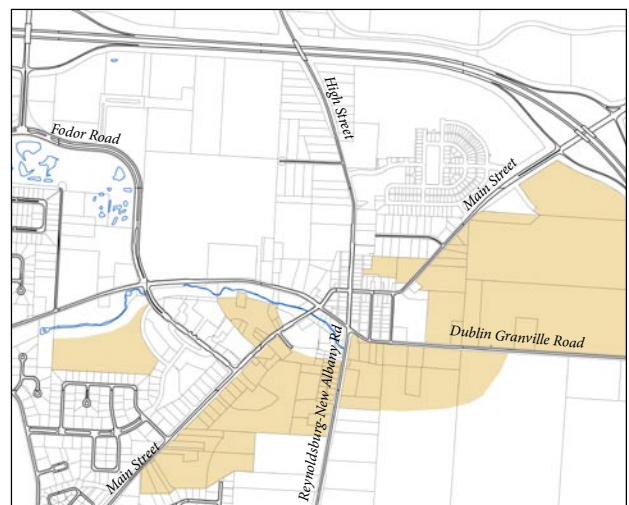 High Street
Fodor Road
Main Street
Dublin Granville Road
Reynoldsburg-New Albany Rd
Main Street